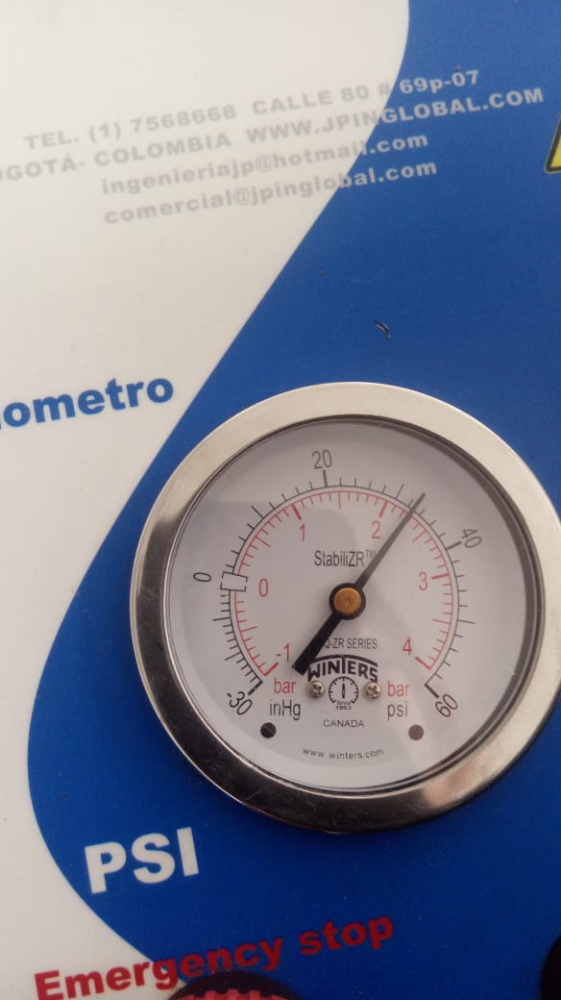 TEL. (1) 7568668 CALLE 80 # 69p-07
COLOMBIA WWW.JPINGLOBAL.COM
ingenieriajp@hotmail.com
comercial@jpinglobal.com
20
40
0
60
-30
1
2
0
3
-1
4
StabiliZR™
-ZR SERIES
WINTERS
Since
1953
bar
inHg
bar
psi
CANADA
www.winters.com
PSI
Emergency stop